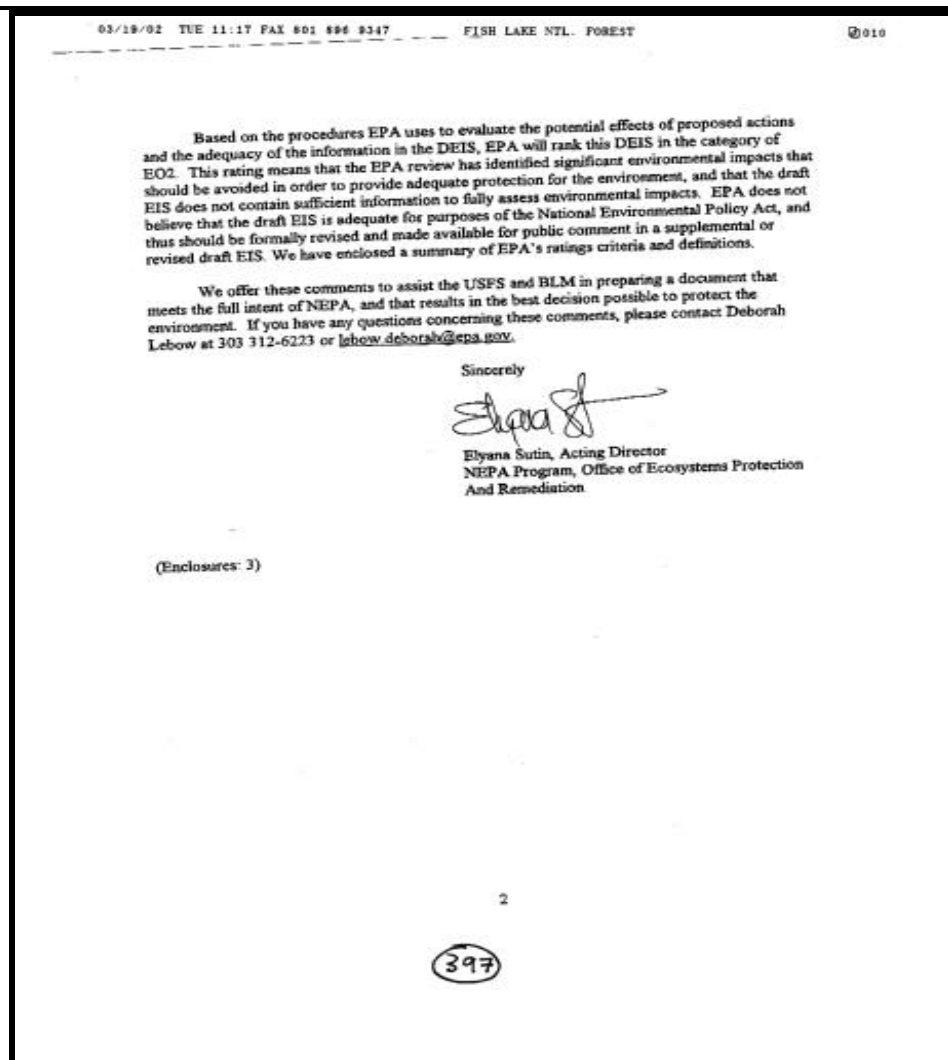 03/19/02 TUE 11:17 FAX 801 896 9347 FISH LAKE NTL. FOREST 010
Based on the procedures EPA uses to evaluate the potential effects of proposed actions
and the adequacy of the information in the DEIS, EPA will rank this DEIS in the category of
EO2. This rating means that the EPA review has identified significant environmental impacts that
should be avoided in order to provide adequate protection for the environment, and that the draft
EIS does not contain sufficient information to fully assess environmental impacts. EPA does not
believe that the draft EIS is adequate for purposes of the National Environmental Policy Act, and
thus should be formally revised and made available for public comment in a supplemental or
revised draft EIS. We have enclosed a summary of EPA's ratings criteria and definitions.
We offer these comments to assist the USFS and BLM in preparing a document that
meets the full intent of NEPA, and that results in the best decision possible to protect the
environment. If you have any questions concerning these comments, please contact Deborah
Lebow at 303 312-6223 or lebow.deborah@epa.gov.
Sincerely
Elyana Sutin, Acting Director
NEPA Program, Office of Ecosystems Protection
And Remediation
(Enclosures: 3)
2
397